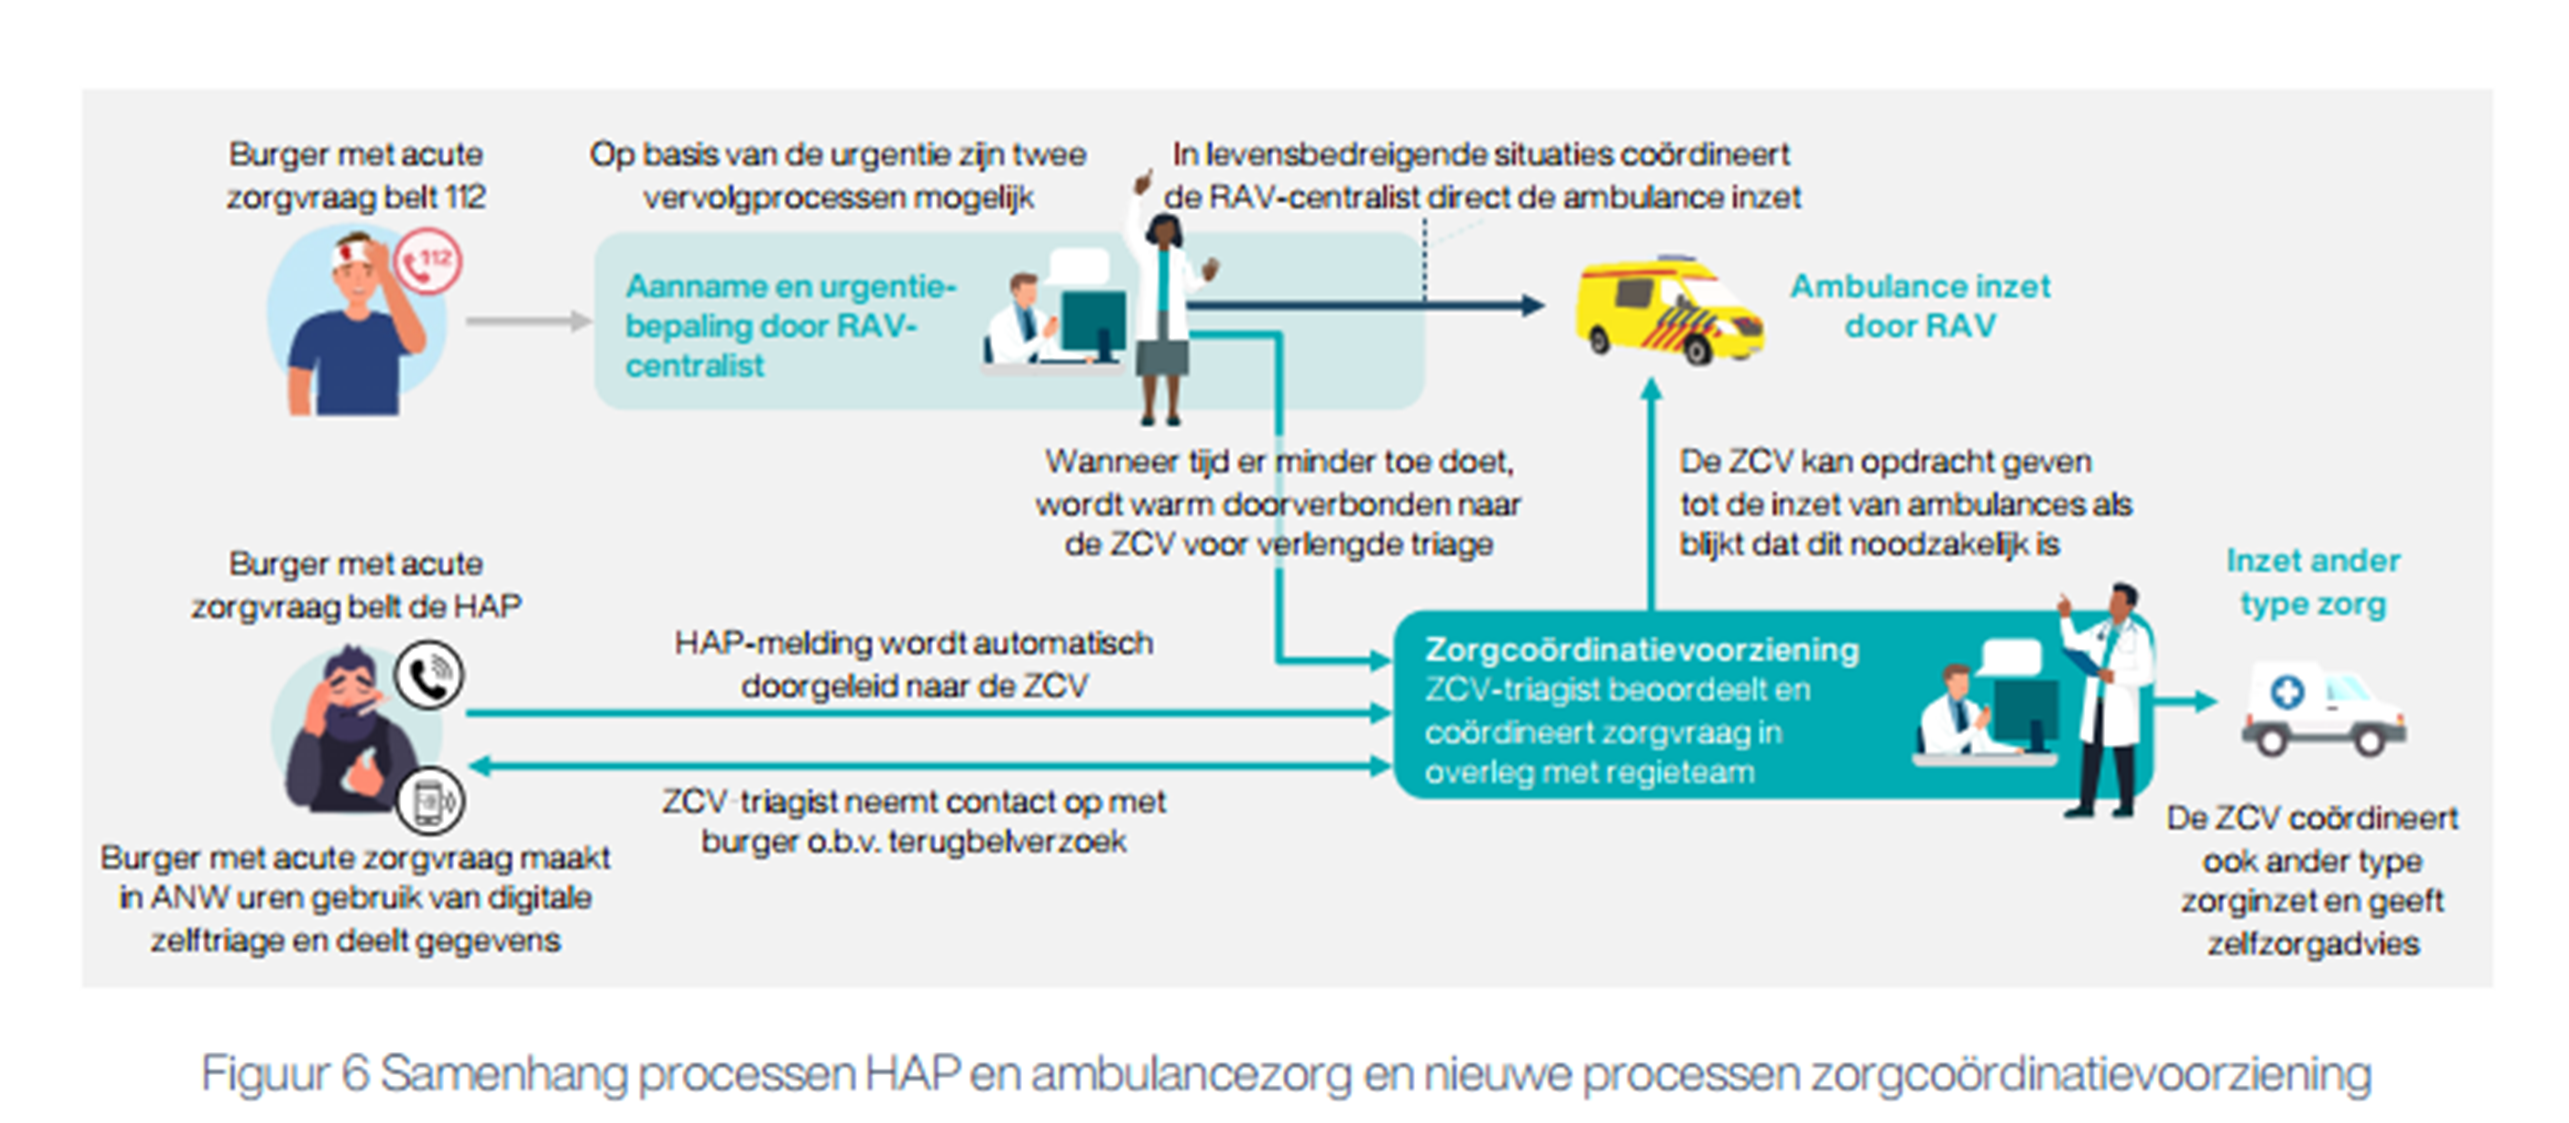 Burger met acute
zorgvraag belt 112
Op basis van de urgentie zijn twee
vervolgprocessen mogelijk
In levensbedreigende situaties coördineert
de RAV-centralist direct de ambulance inzet
112
Aanname en urgentie-
bepaling door RAV-
centralist
Ambulance inzet
door RAV
Wanneer tijd er minder toe doet,
wordt warm doorverbonden naar
de ZCV voor verlengde triage
De ZCV kan opdracht geven
tot de inzet van ambulances als
blijkt dat dit noodzakelijk is
Burger met acute
zorgvraag belt de HAP
HAP-melding wordt automatisch
doorgeleid naar de ZCV
Zorgcoördinatievoorziening
ZCV-triagist beoordeelt en
coördineert zorgvraag in
overleg met regieteam
Inzet ander
type zorg
ZCV-triagist neemt contact op met
burger o.b.v. terugbelverzoek
Burger met acute zorgvraag maakt
in ANW uren gebruik van digitale
zelftriage en deelt gegevens
De ZCV coördineert
ook ander type
zorginzet en geeft
zelfzorgadvies
Figuur 6 Samenhang processen HAP en ambulancezorg en nieuwe processen zorgcoördinatievoorziening